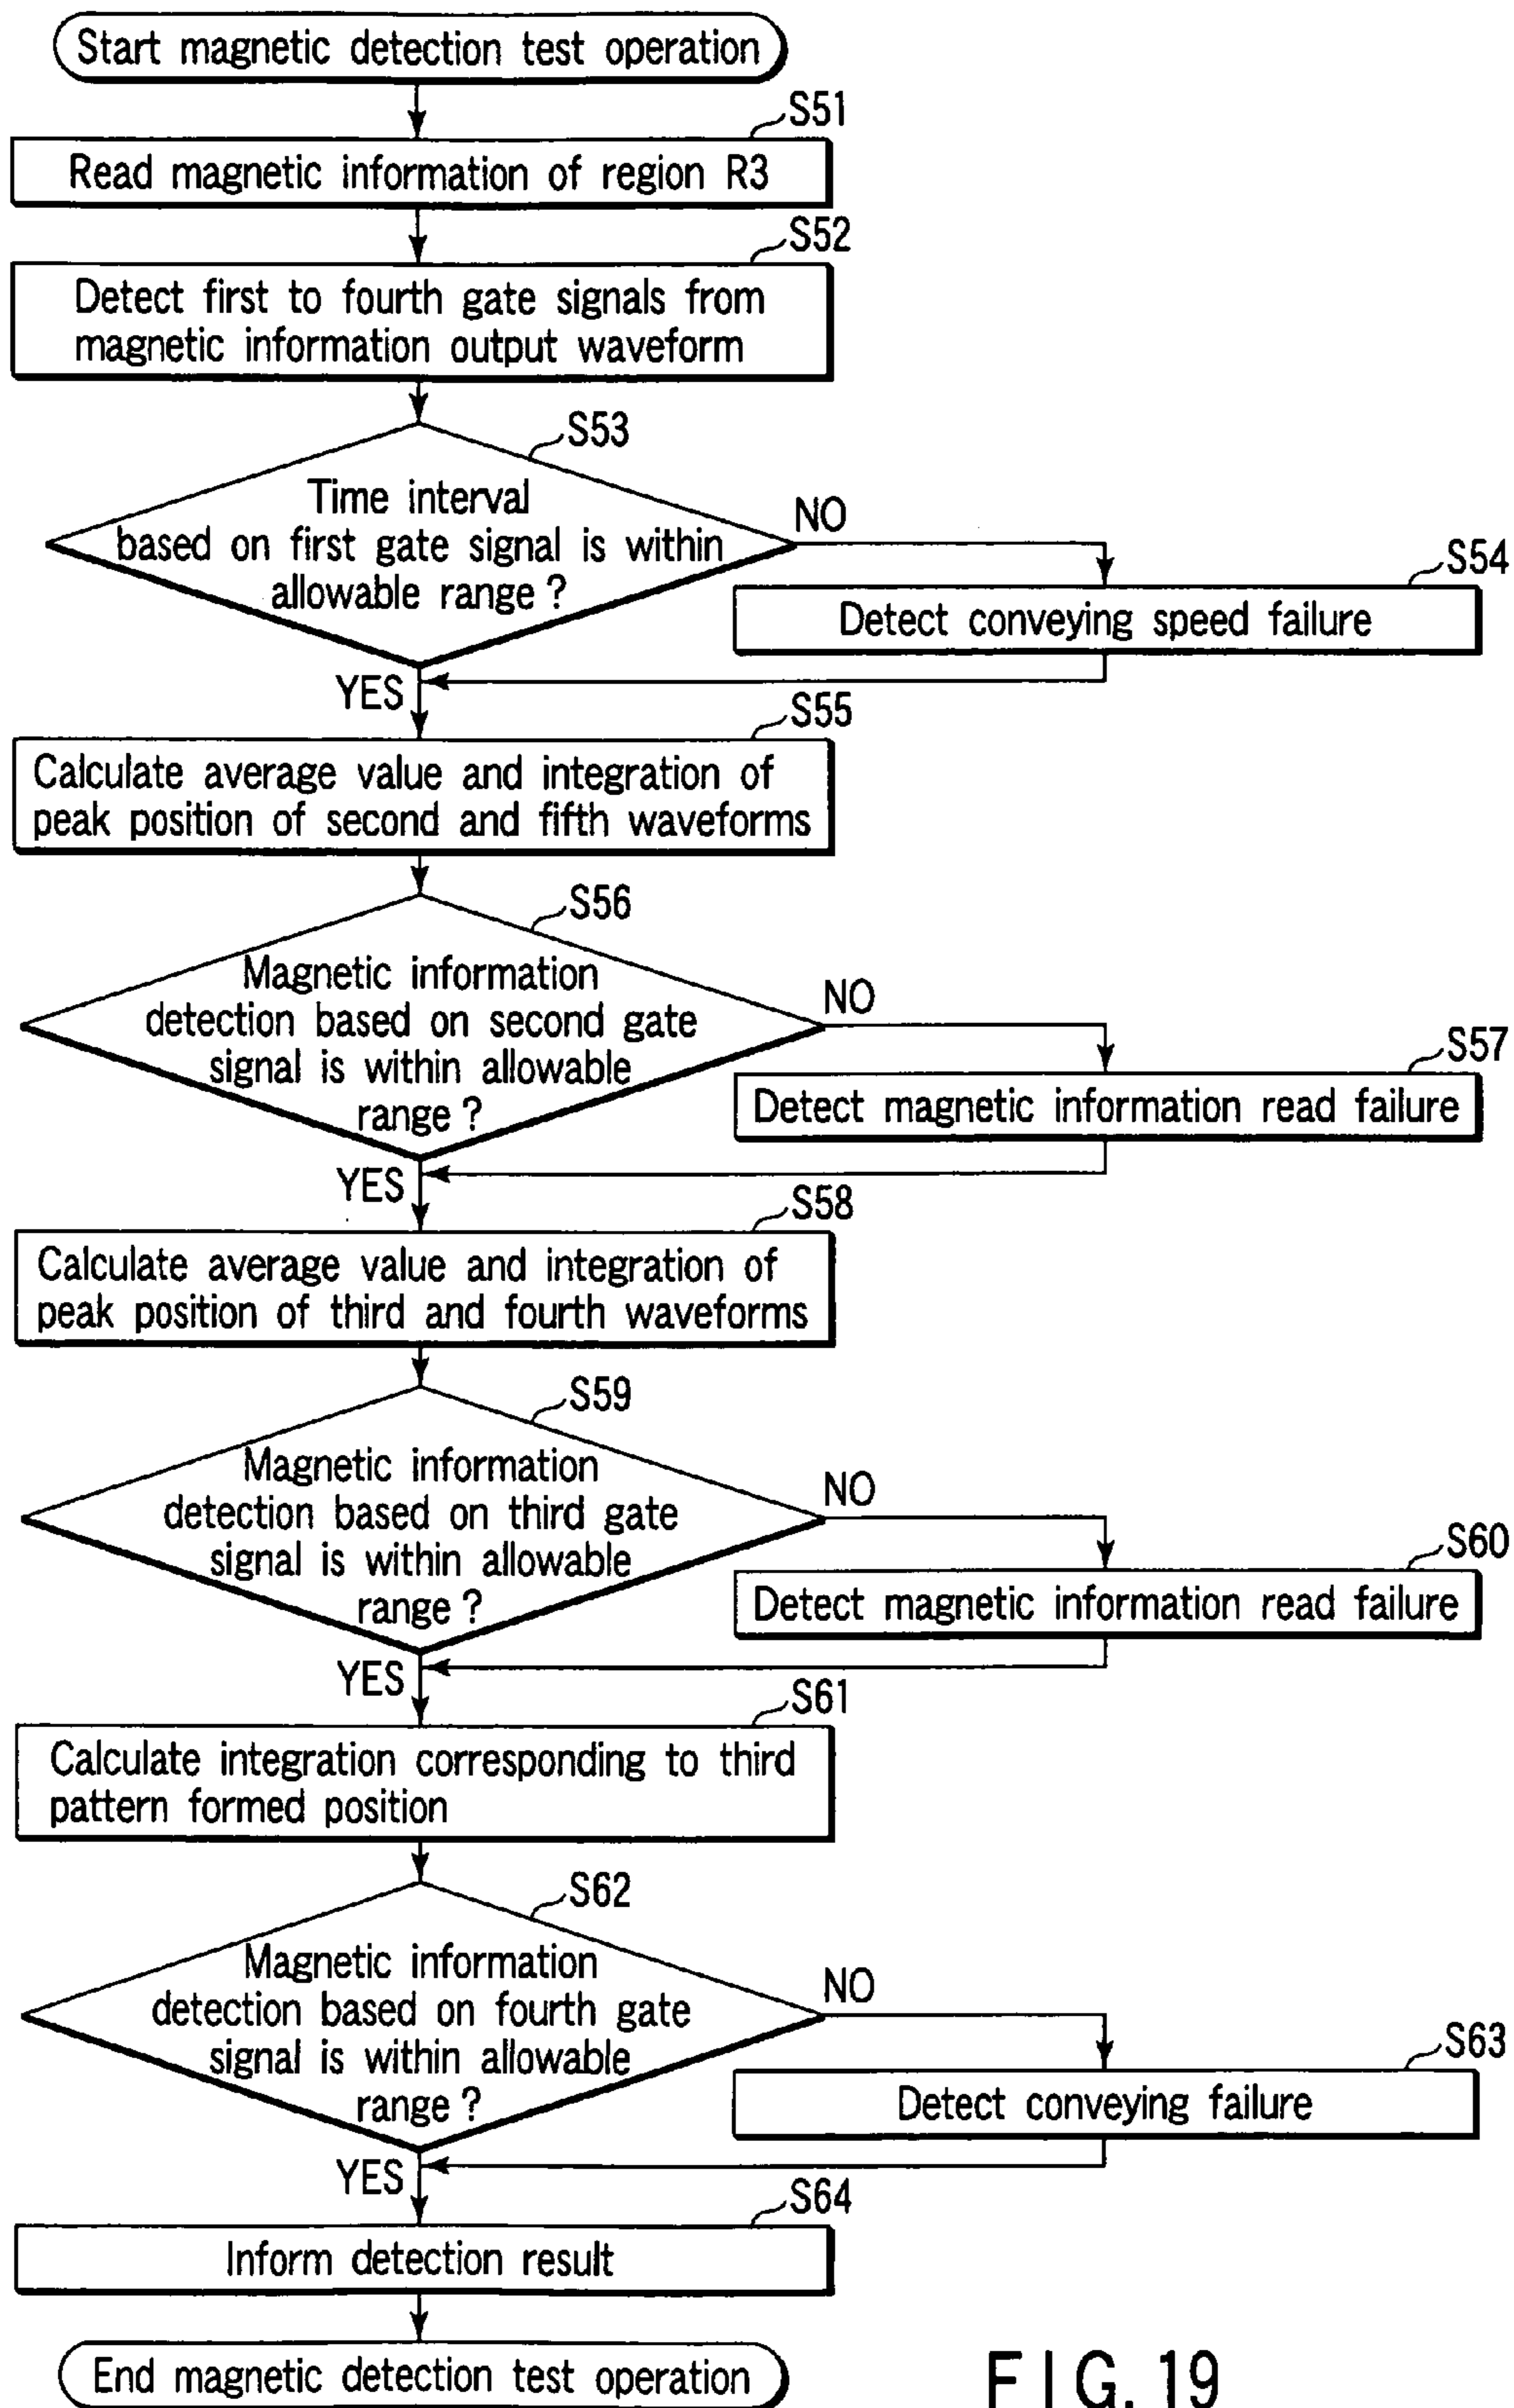 Start magnetic detection test operation
S51
Read magnetic information of region R3
S52
Detect first to fourth gate signals from
magnetic information output waveform
S53
Time interval
based on first gate signal is within
allowable range ?
NO
S54
Detect conveying speed failure
YES
S55
Calculate average value and integration of
peak position of second and fifth waveforms
S56
Magnetic information
detection based on second gate
signal is within allowable
range ?
NO
S57
Detect magnetic information read failure
YES
S58
Calculate average value and integration of
peak position of third and fourth waveforms
S59
Magnetic information
detection based on third gate
signal is within allowable
range ?
NO
S60
Detect magnetic information read failure
YES
S61
Calculate integration corresponding to third
pattern formed position
S62
Magnetic information
detection based on fourth gate
signal is within allowable
range ?
NO
S63
Detect conveying failure
YES
S64
Inform detection result
End magnetic detection test operation
FIG. 19